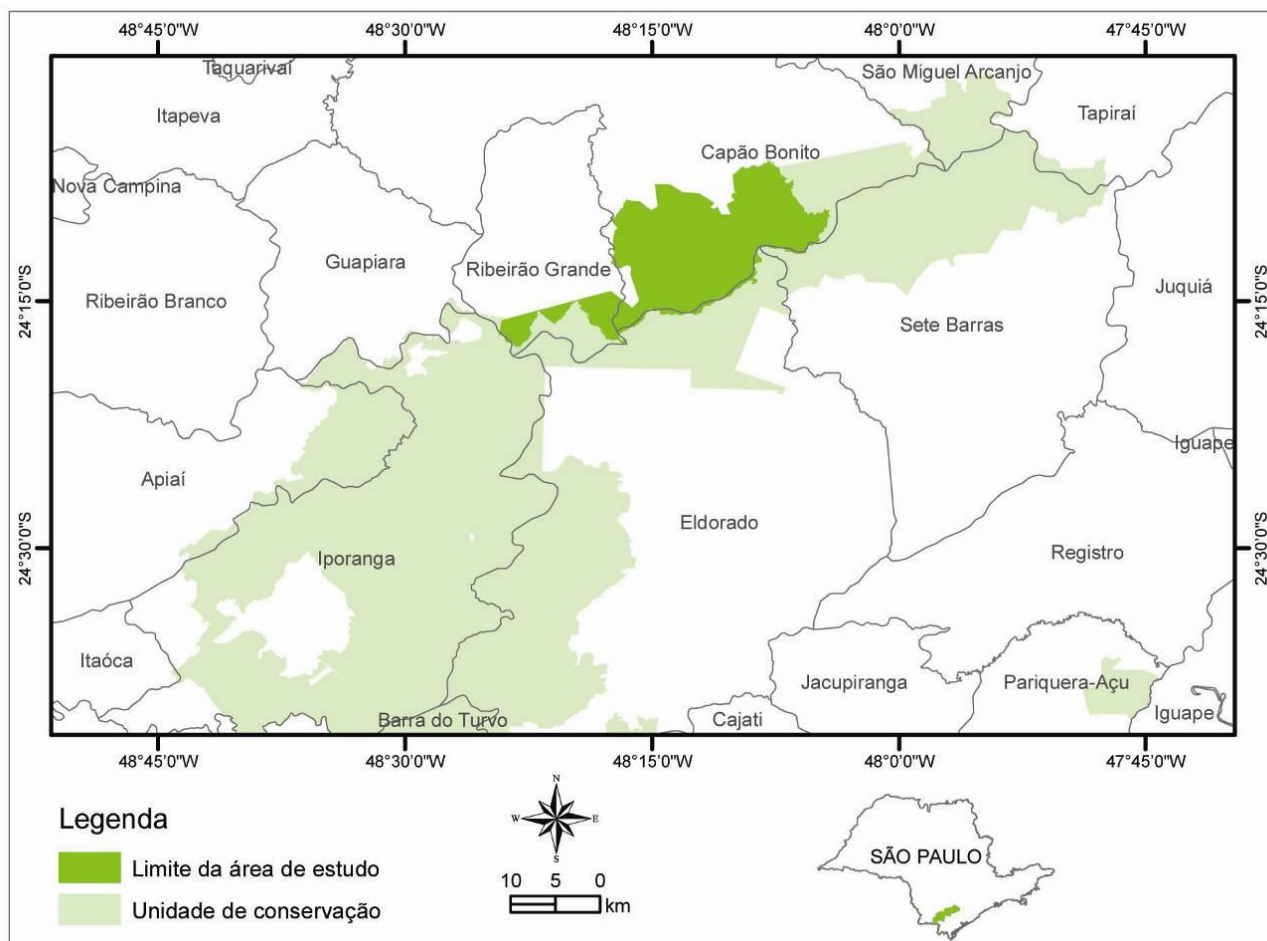 48°45'0"W 48°30'0"W 48°15'0"W 48°0'0"W 47°45'0"W
Taquarivaí
São Miguel Arcanjo
Itapeva
Tapiraí
Capão Bonito
Nova Campina
Guapiara
Ribeirão Grande
Juquiá
Ribeirão Branco
24°15'0"S
24°15'0"S
Sete Barras
Iguape
Apiaí
Eldorado
Registro
24°30'0"S
24°30'0"S
Iporanga
Itaóca
Jacupiranga
Pariquera-Açu
Barra do Turvo
Cajati
Iguape
48°45'0"W 48°30'0"W 48°15'0"W 48°0'0"W 47°45'0"W
Legenda
Limite da área de estudo
Unidade de conservação
N
W E
S
10 5 0
km
SÃO PAULO